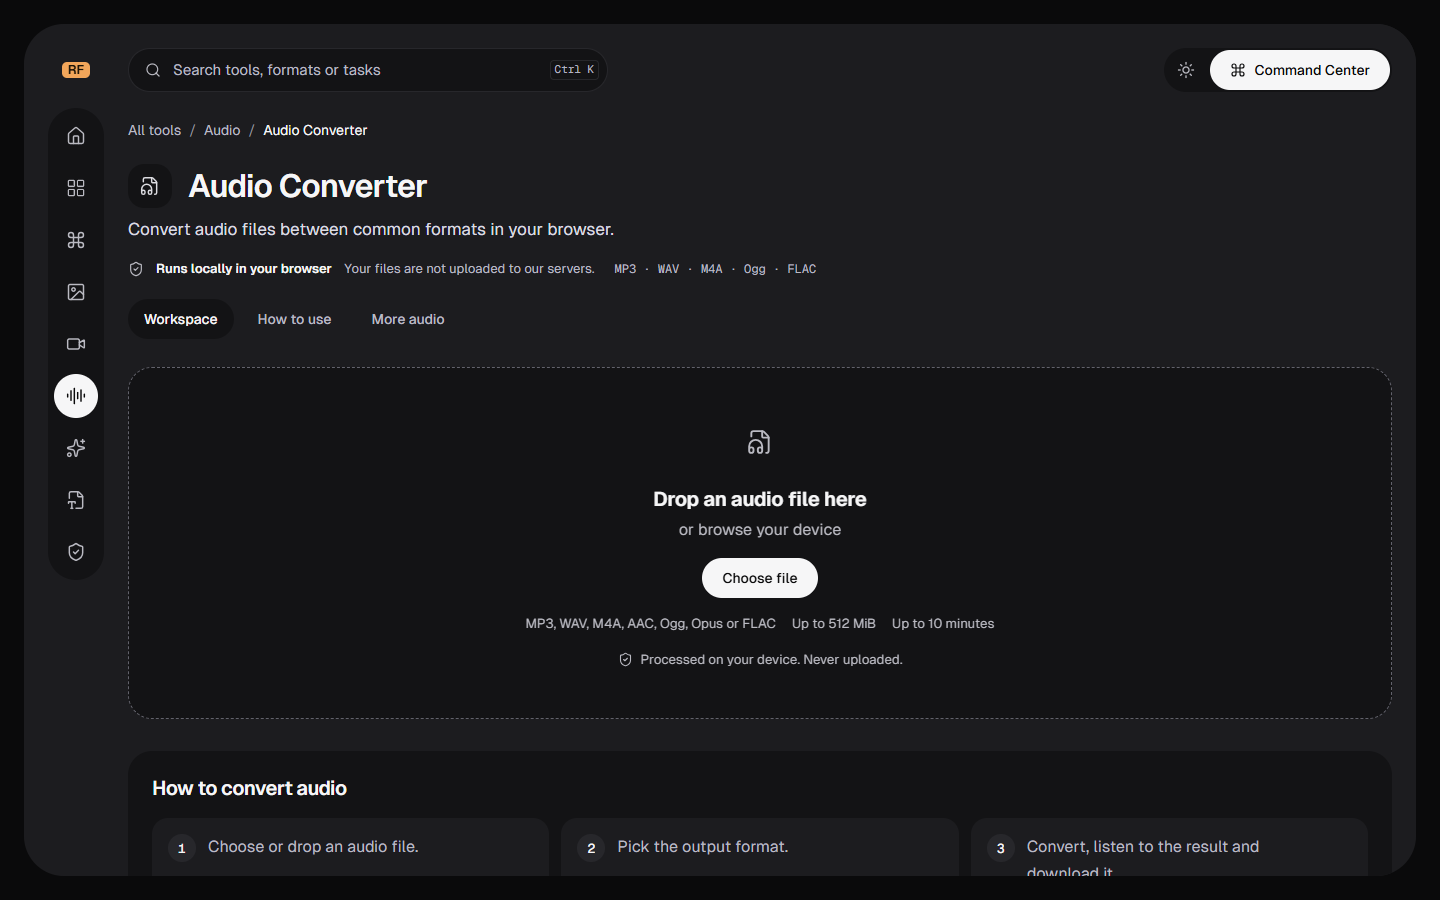 RF
Search tools, formats or tasks
Ctrl K
Command Center
All tools / Audio / Audio Converter
Audio Converter
Convert audio files between common formats in your browser.
Runs locally in your browser Your files are not uploaded to our servers. MP3 · WAV · M4A · Ogg · FLAC
Workspace How to use More audio
Drop an audio file here
or browse your device
Choose file
MP3, WAV, M4A, AAC, Ogg, Opus or FLAC Up to 512 MiB Up to 10 minutes
Processed on your device. Never uploaded.
How to convert audio
1 Choose or drop an audio file.
2 Pick the output format.
3 Convert, listen to the result and
download it.